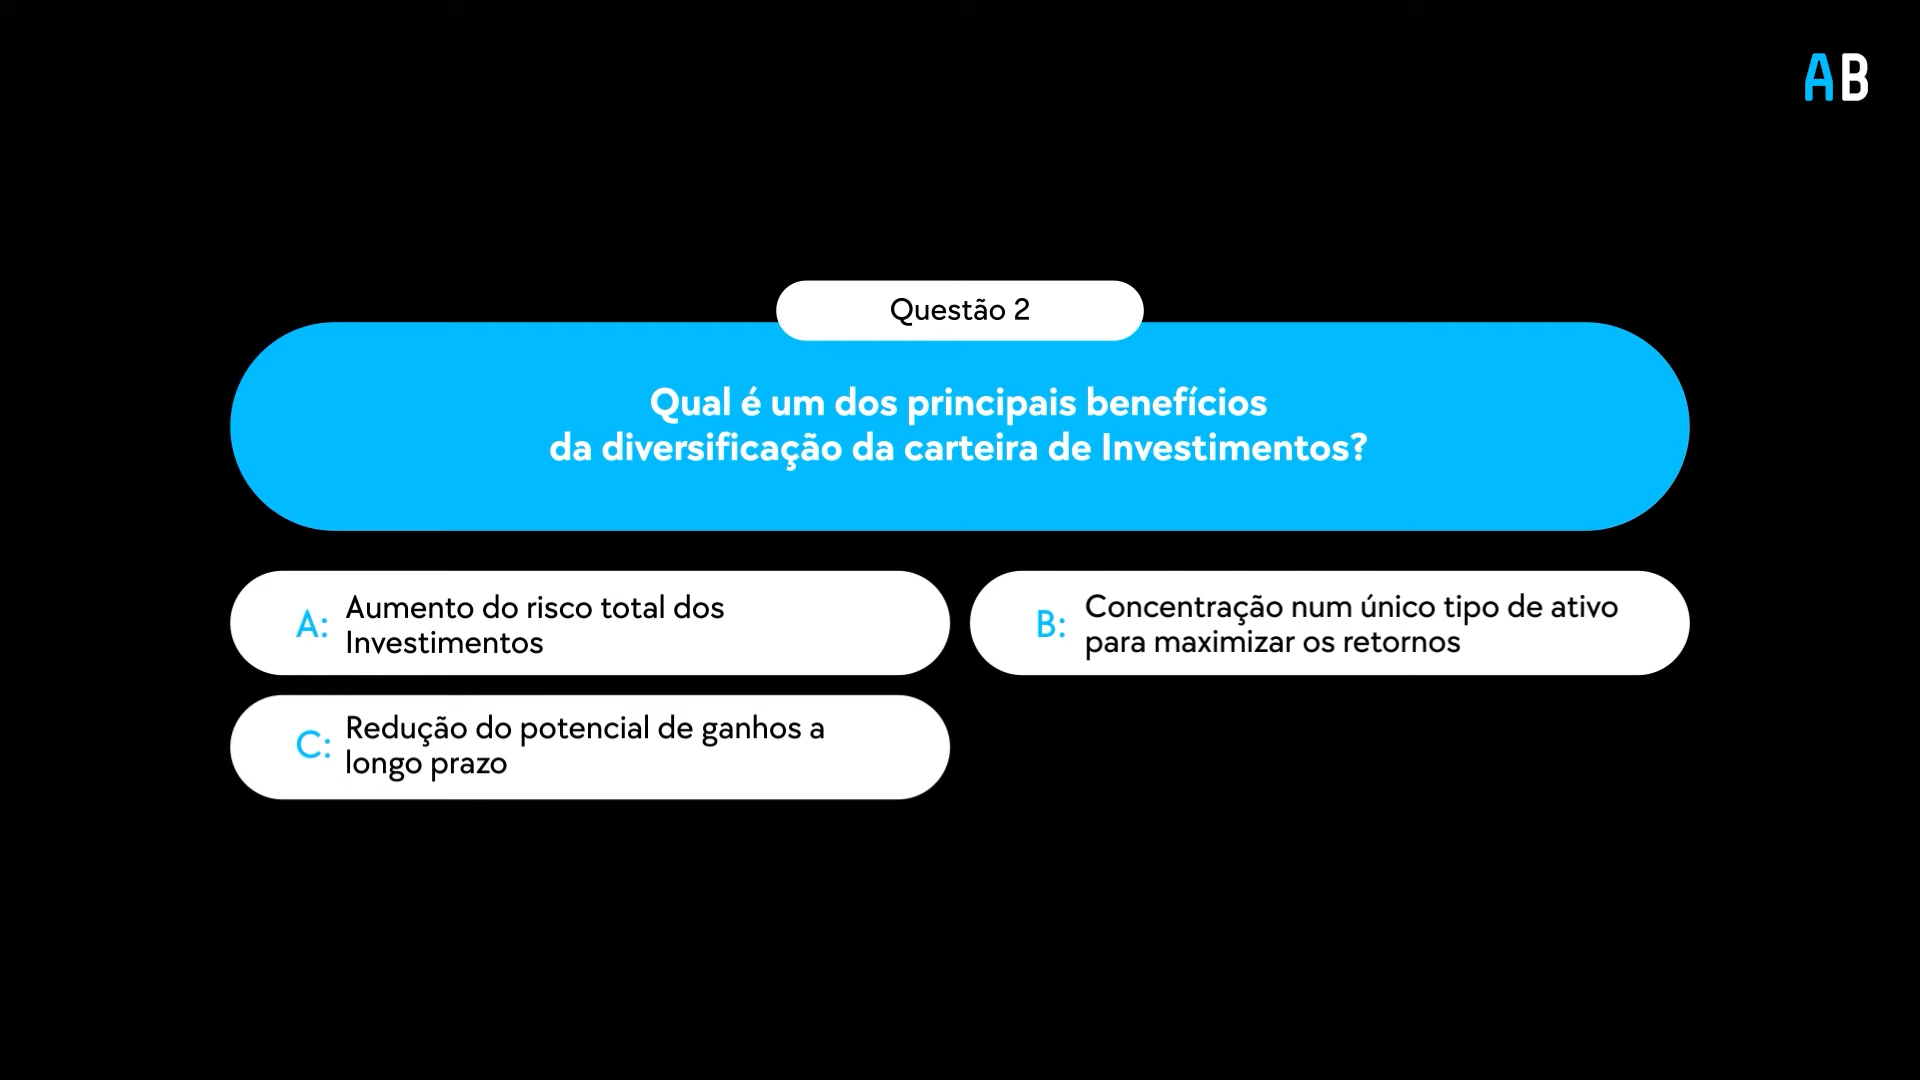 AB
Questão 2
Qual é um dos principais benefícios
da diversificação da carteira de Investimentos?
A: Aumento do risco total dos
Investimentos
B: Concentração num único tipo de ativo
para maximizar os retornos
C: Redução do potencial de ganhos a
longo prazo